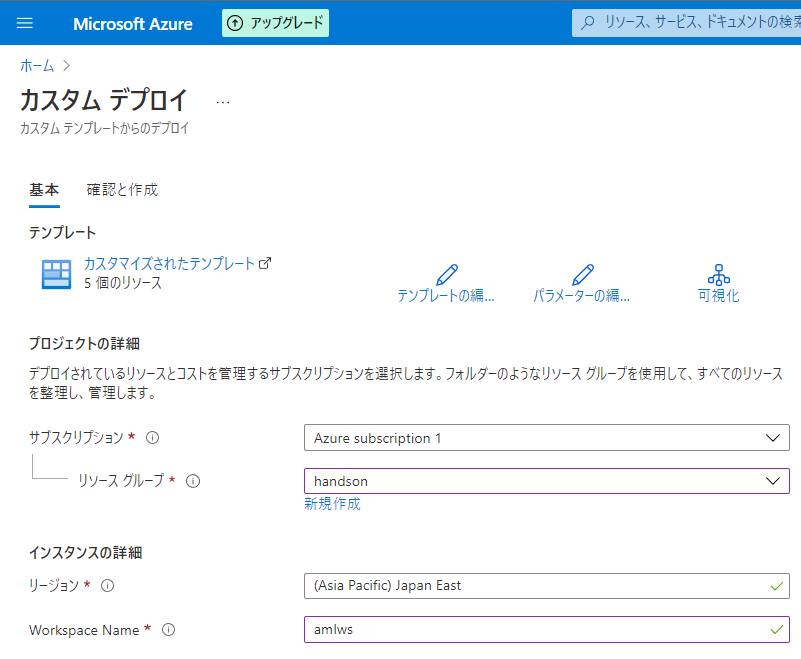 Microsoft Azure
アップグレード
リソース、サービス、ドキュメントの検索
ホーム >
カスタム デプロイ ...
カスタム テンプレートからのデプロイ
基本 確認と作成
テンプレート
カスタマイズされたテンプレート
5 個のリソース
テンプレートの編... パラメーターの編... 可視化
プロジェクトの詳細
デプロイされているリソースとコストを管理するサブスクリプションを選択します。フォルダーのようなリソース グループを使用して、すべてのリソース
を整理し、管理します。
サブスクリプション * Azure subscription 1
リソース グループ * handson
新規作成
インスタンスの詳細
リージョン * (Asia Pacific) Japan East
Workspace Name * amlws